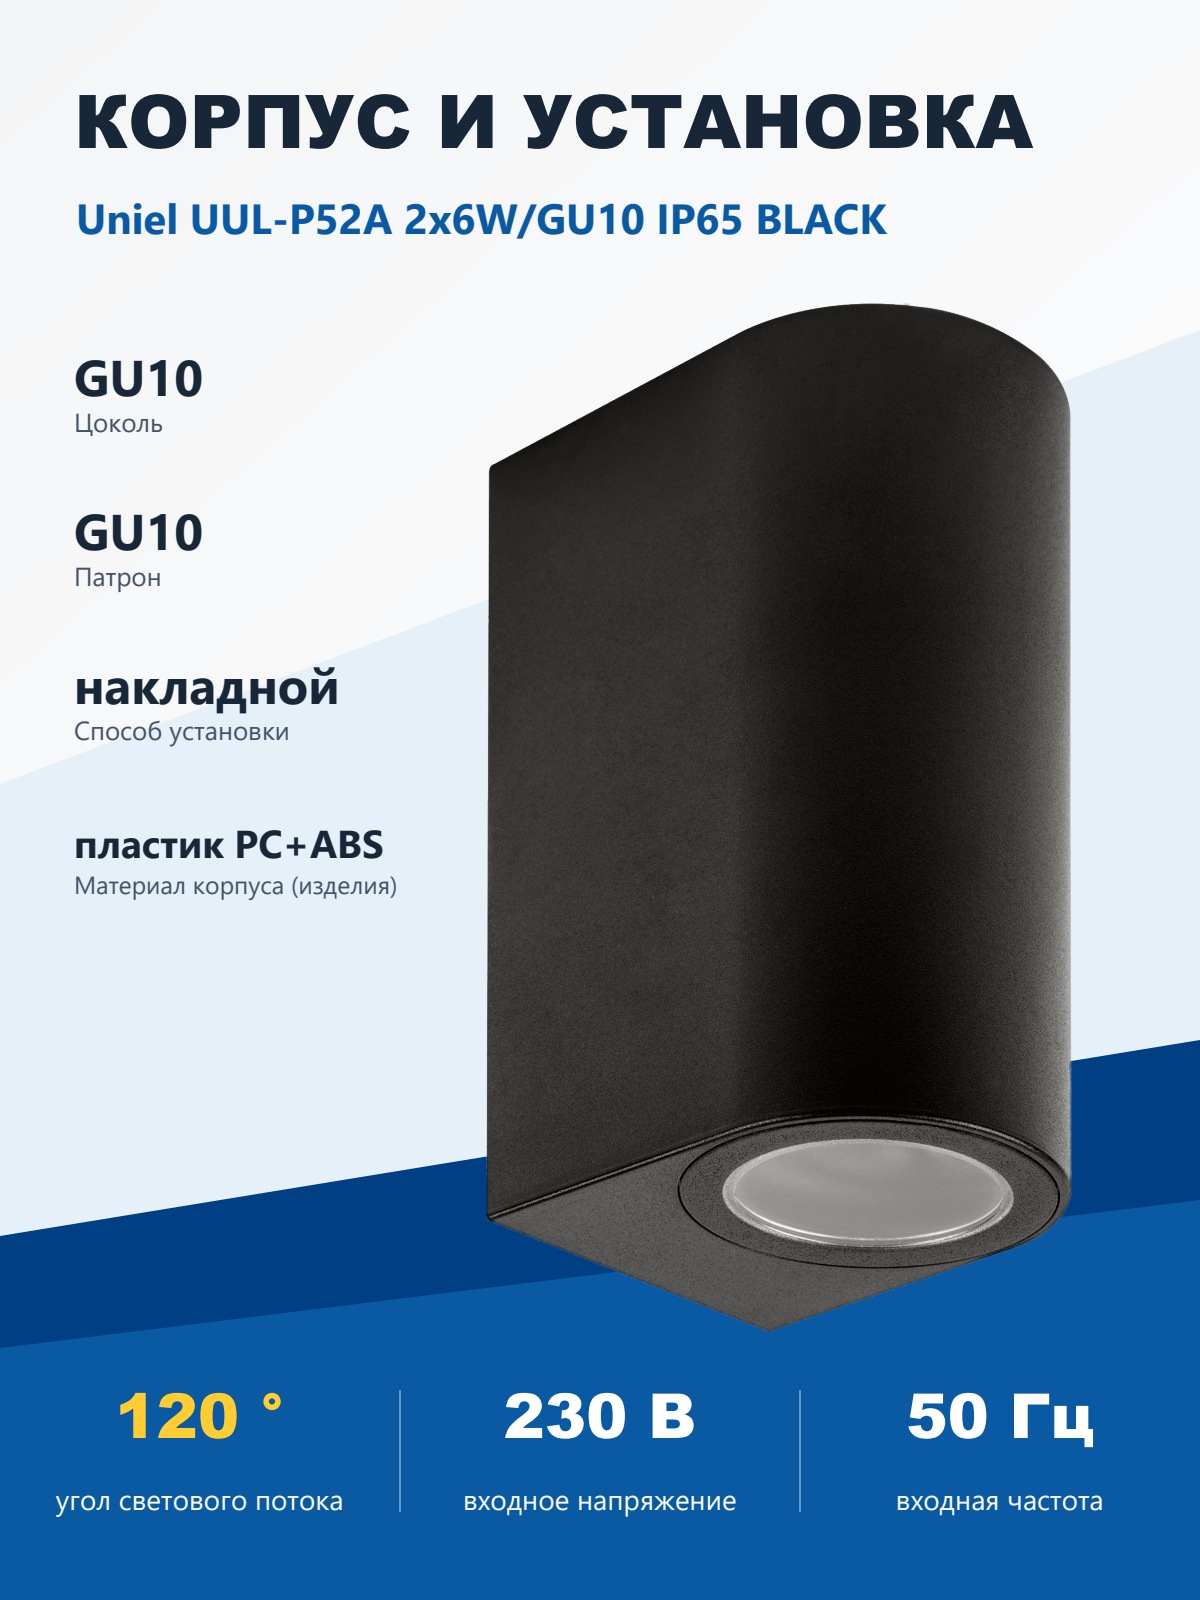 КОРПУС И УСТАНОВКА
Uniel UUL-P52A 2x6W/GU10 IP65 BLACK
GU10
Цоколь
GU10
Патрон
накладной
Способ установки
пластик PC+ABS
Материал корпуса (изделия)
120 °
угол светового потока
230 В
входное напряжение
50 Гц
входная частота